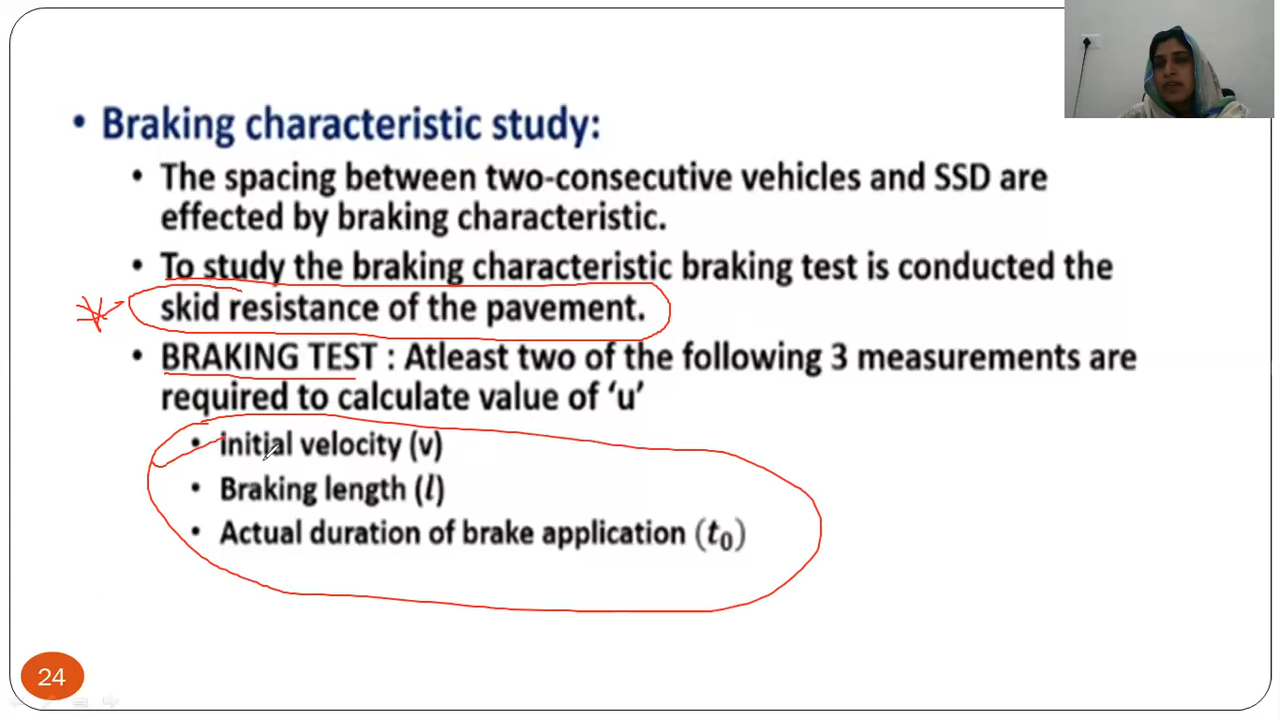 • Braking characteristic study:
• The spacing between two-consecutive vehicles and SSD are
effected by braking characteristic.
• To study the braking characteristic braking test is conducted the
skid resistance of the pavement.
• BRAKING TEST : Atleast two of the following 3 measurements are
required to calculate value of ‘u’
• Initial velocity (v)
• Braking length (l)
• Actual duration of brake application (t₀)
24